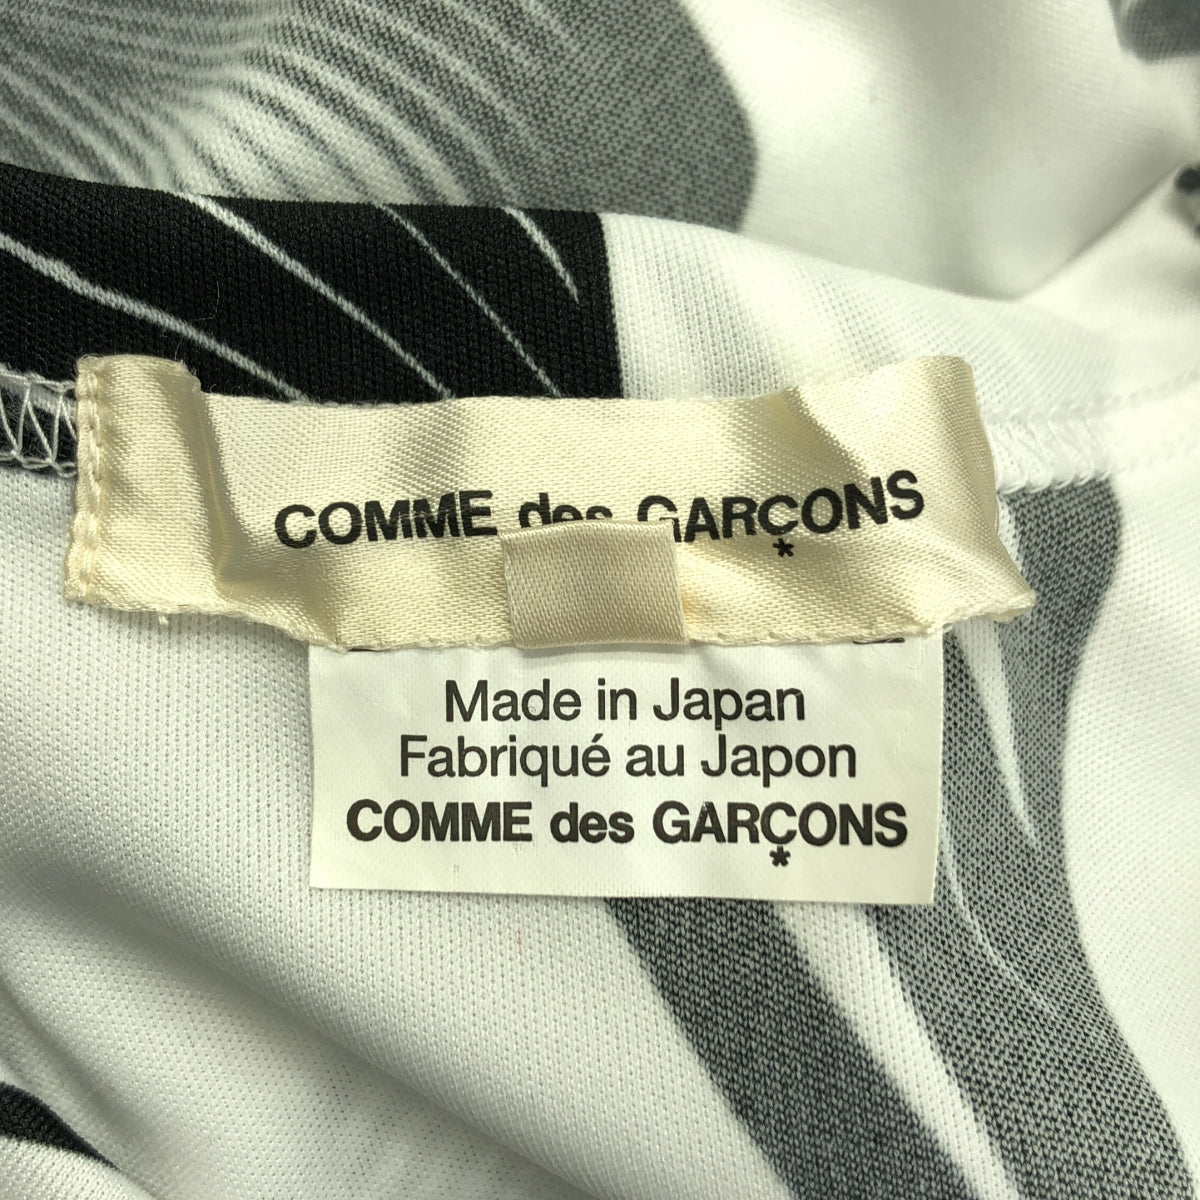 COMME des GARÇONS
*
Made in Japan
Fabriqué au Japon
COMME des GARÇONS
*